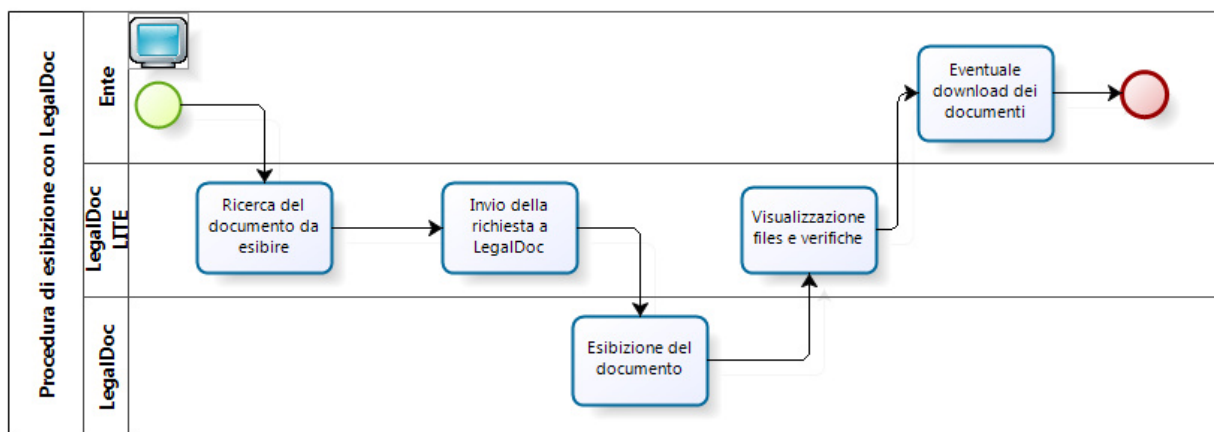 Procedura di esibizione con LegalDoc
Ente
Eventuale
download dei
documenti
LegalDoc
LITE
Ricerca del
documento da
esibire
Invio della
richiesta a
LegalDoc
Visualizzazione
files e verifiche
LegalDoc
Esibizione del
documento